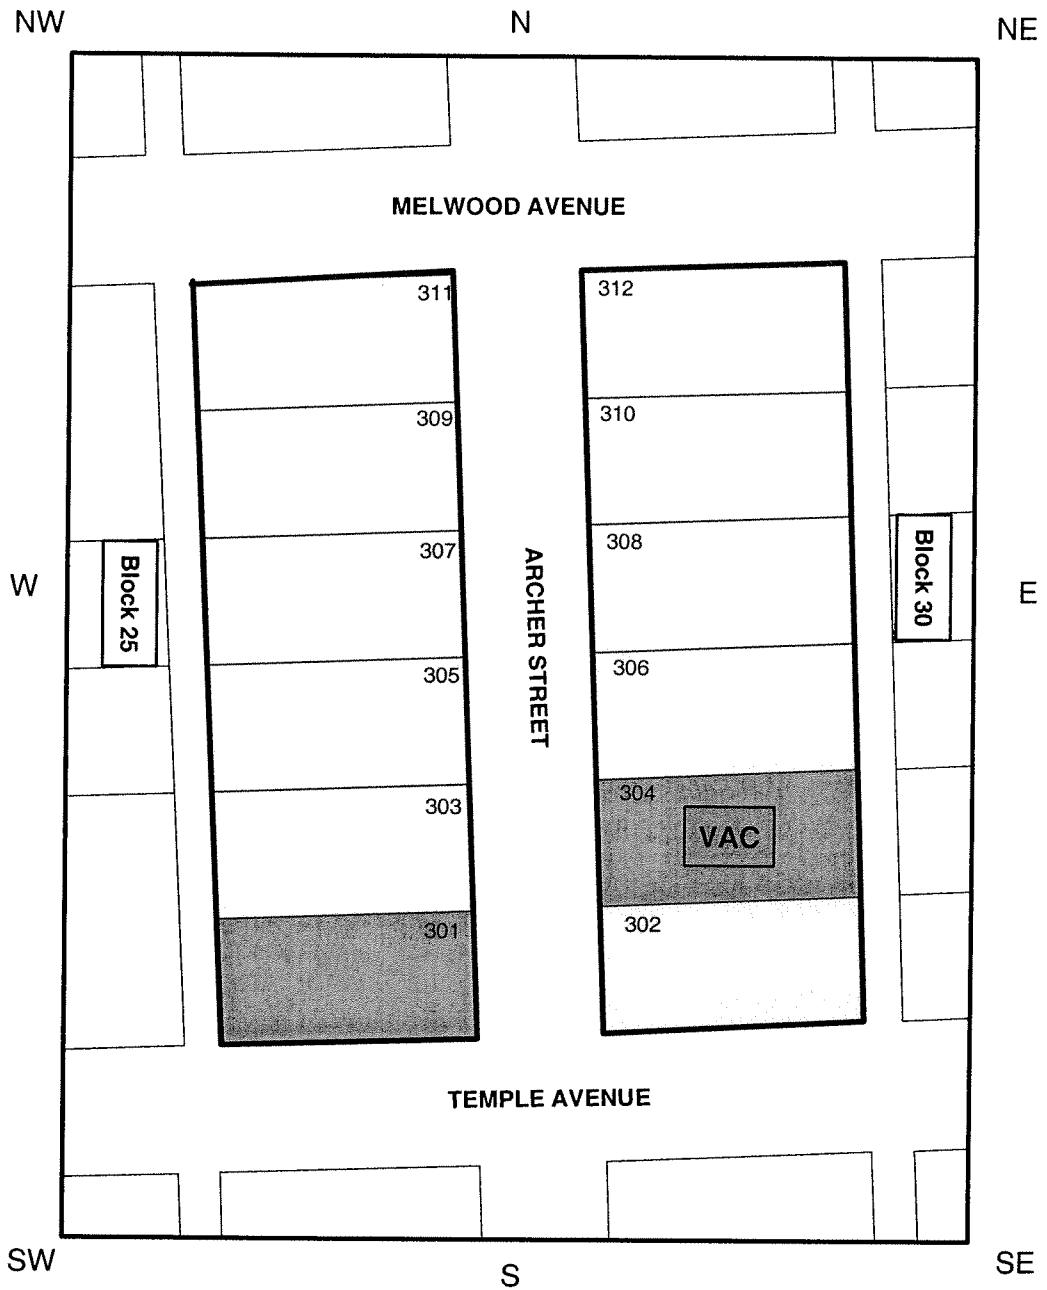 NW
N
NE
MELWOOD AVENUE
311
312
309
310
307
308
Block 25
ARCHER STREET
Block 30
W
E
305
306
303
304
VAC
301
302
TEMPLE AVENUE
SW
S
SE